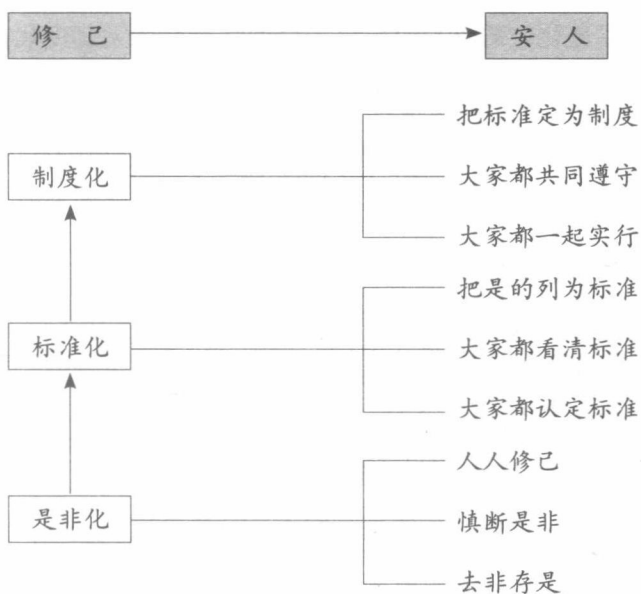 修己 安人
把标准定为制度
制度化 大家都共同遵守
大家都一起实行
把是的列为标准
标准化 大家都看清标准
大家都认定标准
人人修己
是非化 慎断是非
去非存是